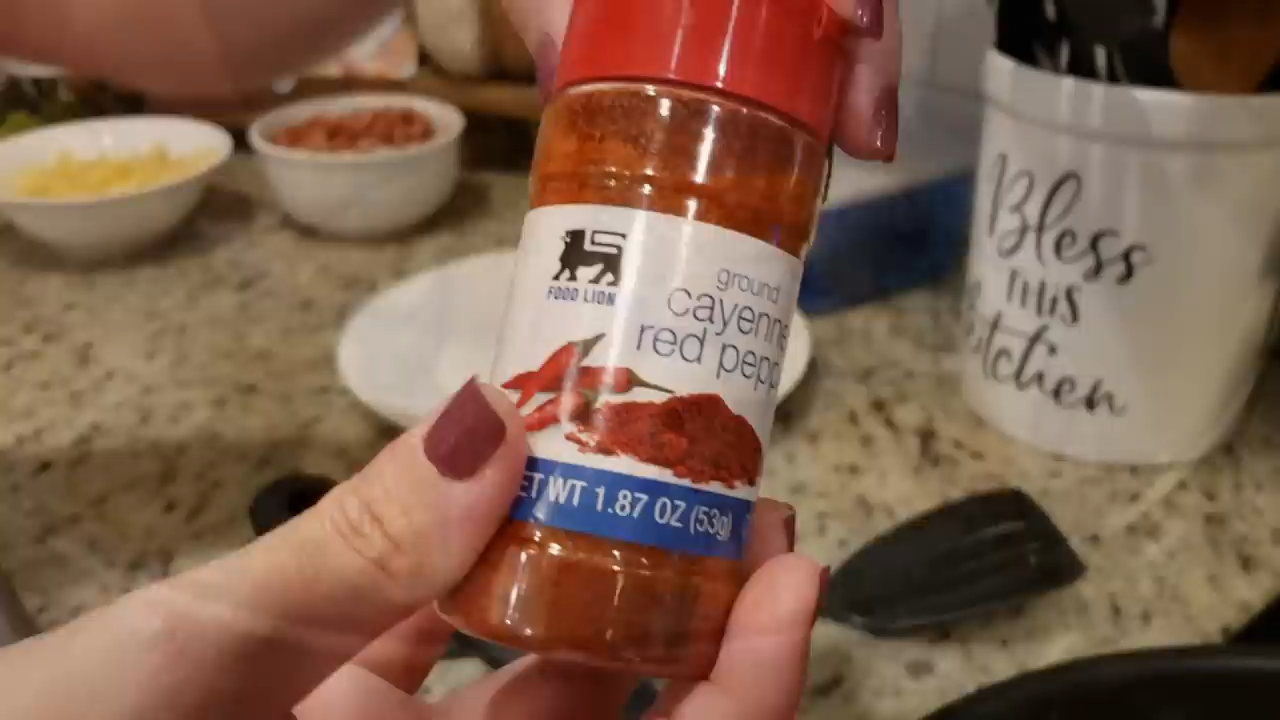 FOOD LION
ground
cayenne
red pepp
ET WT 1.87 OZ (53g)
Bless
this
Kitchen